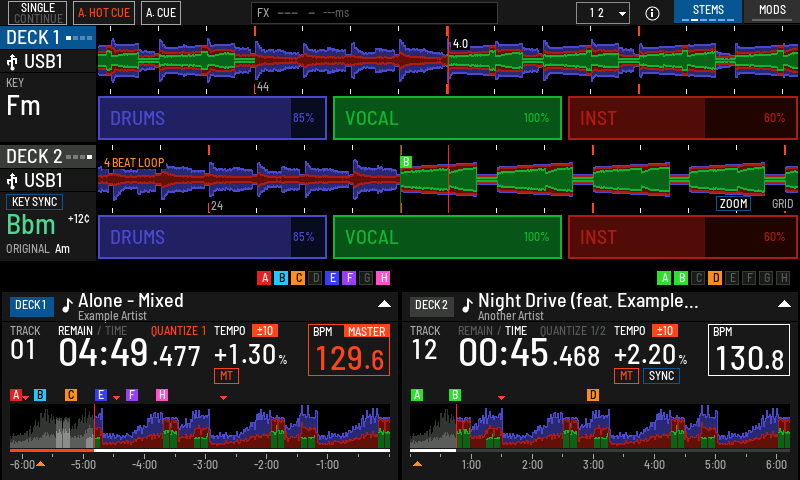 SINGLE
CONTINUE
A. HOT CUE
A. CUE
FX --- - ---ms
1 2
STEMS
MODS
DECK 1
USB1
KEY
Fm
4.0
44
DRUMS 85%
VOCAL 100%
INST 60%
DECK 2
USB1
KEY SYNC
Bbm +12¢
ORIGINAL Am
4 BEAT LOOP
B
24
ZOOM
GRID
DRUMS 85%
VOCAL 100%
INST 60%
A B C D E F G H
A B C D E F G H
DECK 1
Alone - Mixed
Example Artist
TRACK
01
REMAIN / TIME
QUANTIZE 1
04:49.477
TEMPO ±10
+1.30%
MT
BPM MASTER
129.6
A B C E F H
-6:00 -5:00 -4:00 -3:00 -2:00 -1:00
DECK 2
Night Drive (feat. Example...
Another Artist
TRACK
12
REMAIN / TIME
QUANTIZE 1/2
00:45.468
TEMPO ±10
+2.20%
MT SYNC
BPM
130.8
A B D
1:00 2:00 3:00 4:00 5:00 6:00